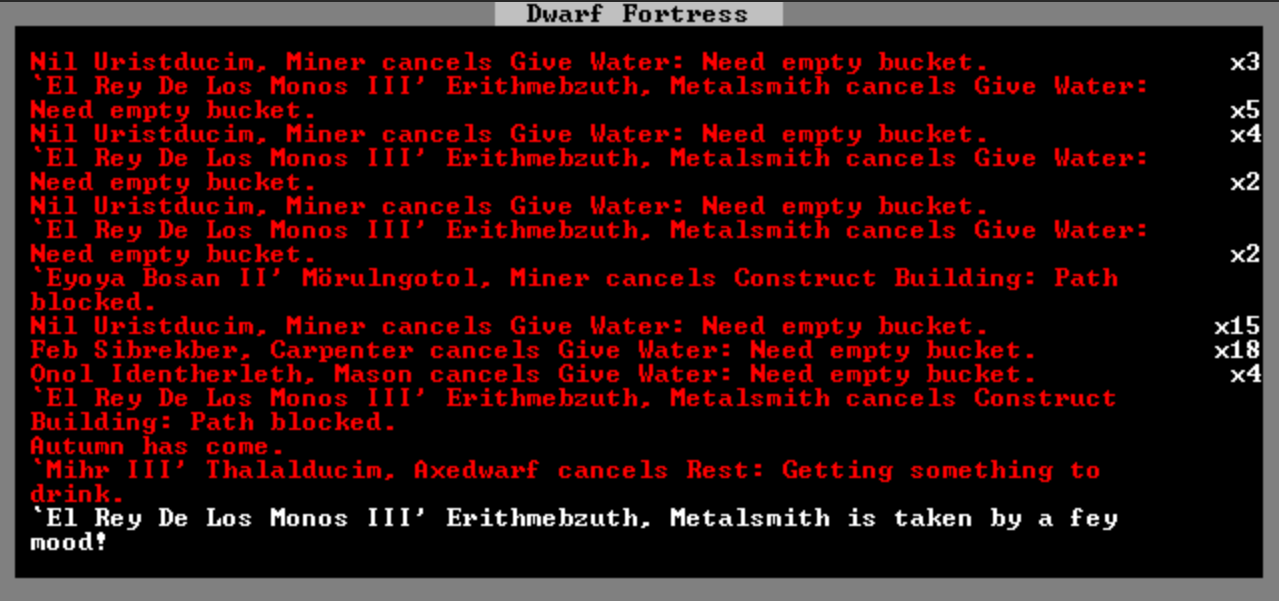 Dwarf Fortress
Nil Uristducim, Miner cancels Give Water: Need empty bucket. x3
`El Rey De Los Monos III' Erithmebzuth, Metalsmith cancels Give Water:
Need empty bucket. x5
Nil Uristducim, Miner cancels Give Water: Need empty bucket. x4
`El Rey De Los Monos III' Erithmebzuth, Metalsmith cancels Give Water:
Need empty bucket. x2
Nil Uristducim, Miner cancels Give Water: Need empty bucket.
`El Rey De Los Monos III' Erithmebzuth, Metalsmith cancels Give Water:
Need empty bucket. x2
`Eyoya Bosan II' Mörulngotol, Miner cancels Construct Building: Path
blocked.
Nil Uristducim, Miner cancels Give Water: Need empty bucket. x15
Feb Sibrekber, Carpenter cancels Give Water: Need empty bucket. x18
Onol Identherleth, Mason cancels Give Water: Need empty bucket. x4
`El Rey De Los Monos III' Erithmebzuth, Metalsmith cancels Construct
Building: Path blocked.
Autumn has come.
`Mihr III' Thalalducim, Axedwarf cancels Rest: Getting something to
drink.
`El Rey De Los Monos III' Erithmebzuth, Metalsmith is taken by a fey
mood!